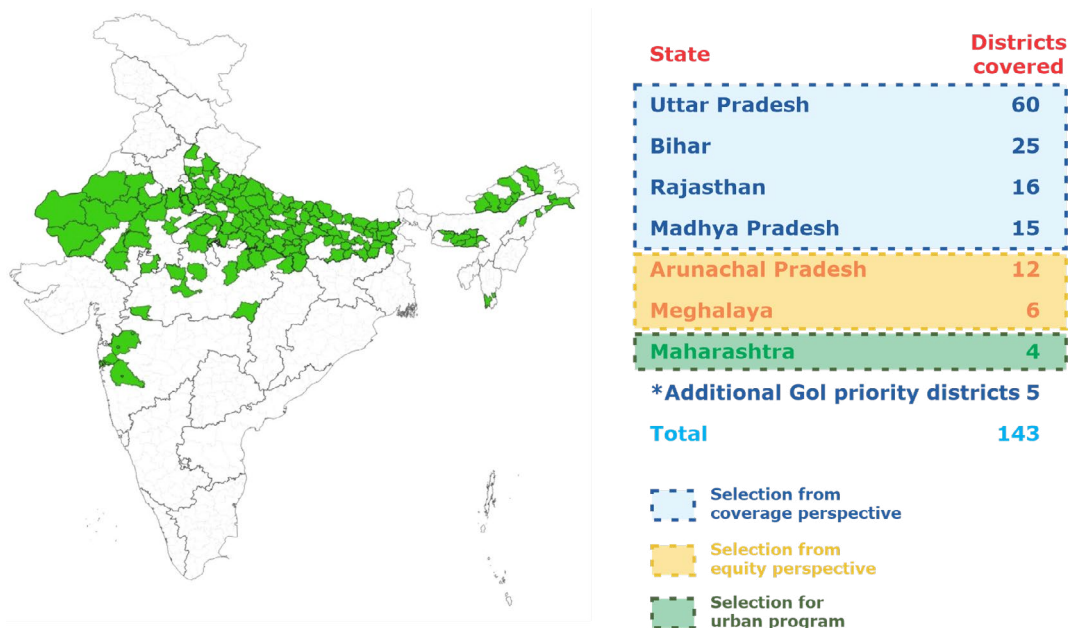 State Districts covered
Uttar Pradesh 60
Bihar 25
Rajasthan 16
Madhya Pradesh 15
Arunachal Pradesh 12
Meghalaya 6
Maharashtra 4
*Additional GoI priority districts 5
Total 143
Selection from
coverage perspective
Selection from
equity perspective
Selection for
urban program